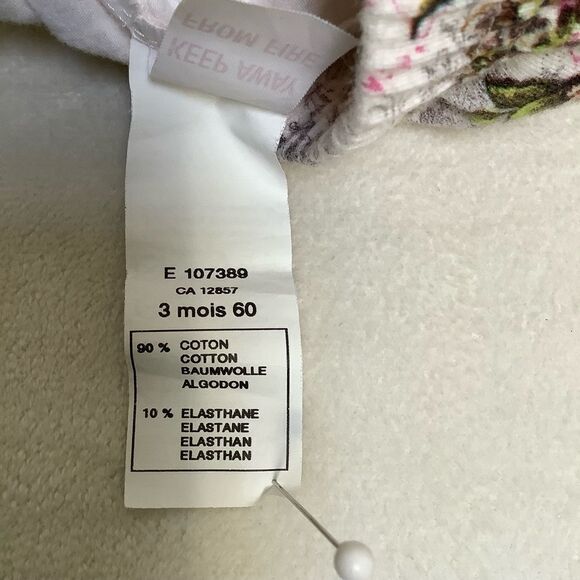 KEEP AWAY
FROM FIRE
E 107389
CA 12857
3 mois 60
90 % COTON
COTTON
BAUMWOLLE
ALGODON
10 % ELASTHANE
ELASTANE
ELASTHAN
ELASTHAN